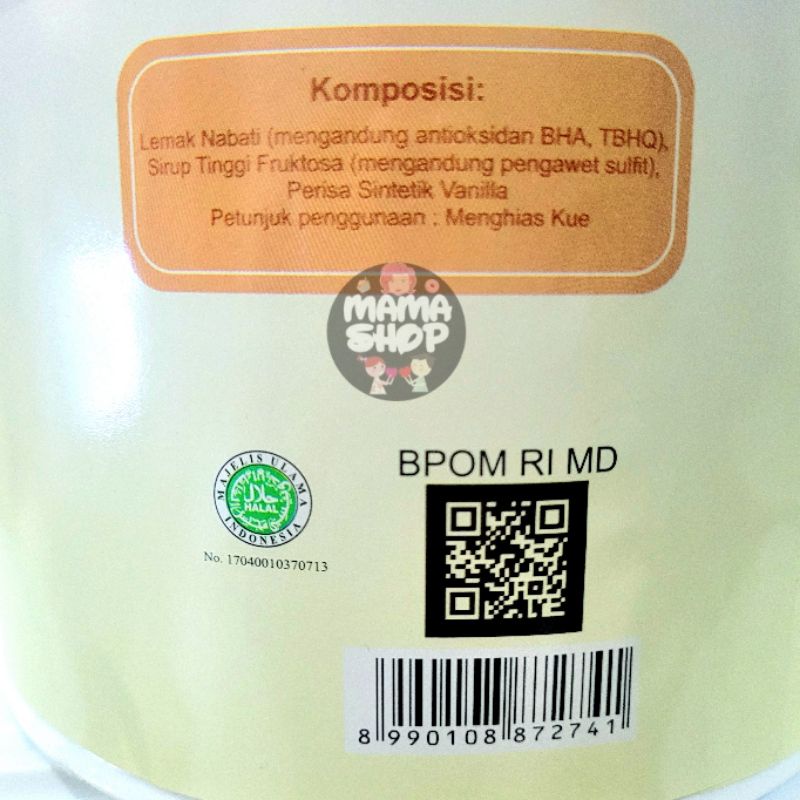 Komposisi:
Lemak Nabati (mengandung antioksidan BHA, TBHQ),
Sirup Tinggi Fruktosa (mengandung pengawet sulfit),
Perisa Sintetik Vanilla
Petunjuk penggunaan : Menghias Kue
MAMA
SHOP
BPOM RI MD
MAJELIS ULAMA
حلال
HALAL
INDONESIA
No. 17040010370713
8 990108 872741